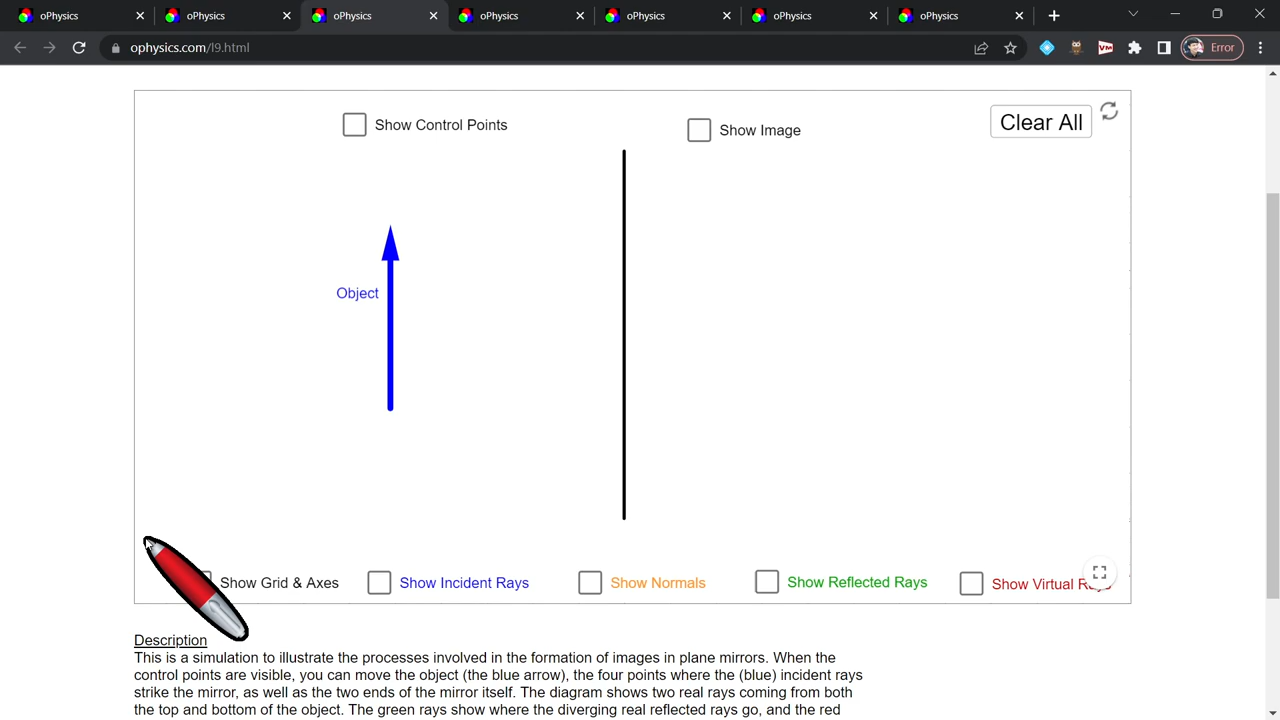 oPhysics
oPhysics
oPhysics
oPhysics
oPhysics
oPhysics
oPhysics
ophysics.com/l9.html
VM
Error
Show Control Points
Show Image
Clear All
Object
Show Grid & Axes
Show Incident Rays
Show Normals
Show Reflected Rays
Show Virtual Rays
Description
This is a simulation to illustrate the processes involved in the formation of images in plane mirrors. When the
control points are visible, you can move the object (the blue arrow), the four points where the (blue) incident rays
strike the mirror, as well as the two ends of the mirror itself. The diagram shows two real rays coming from both
the top and bottom of the object. The green rays show where the diverging real reflected rays go, and the red